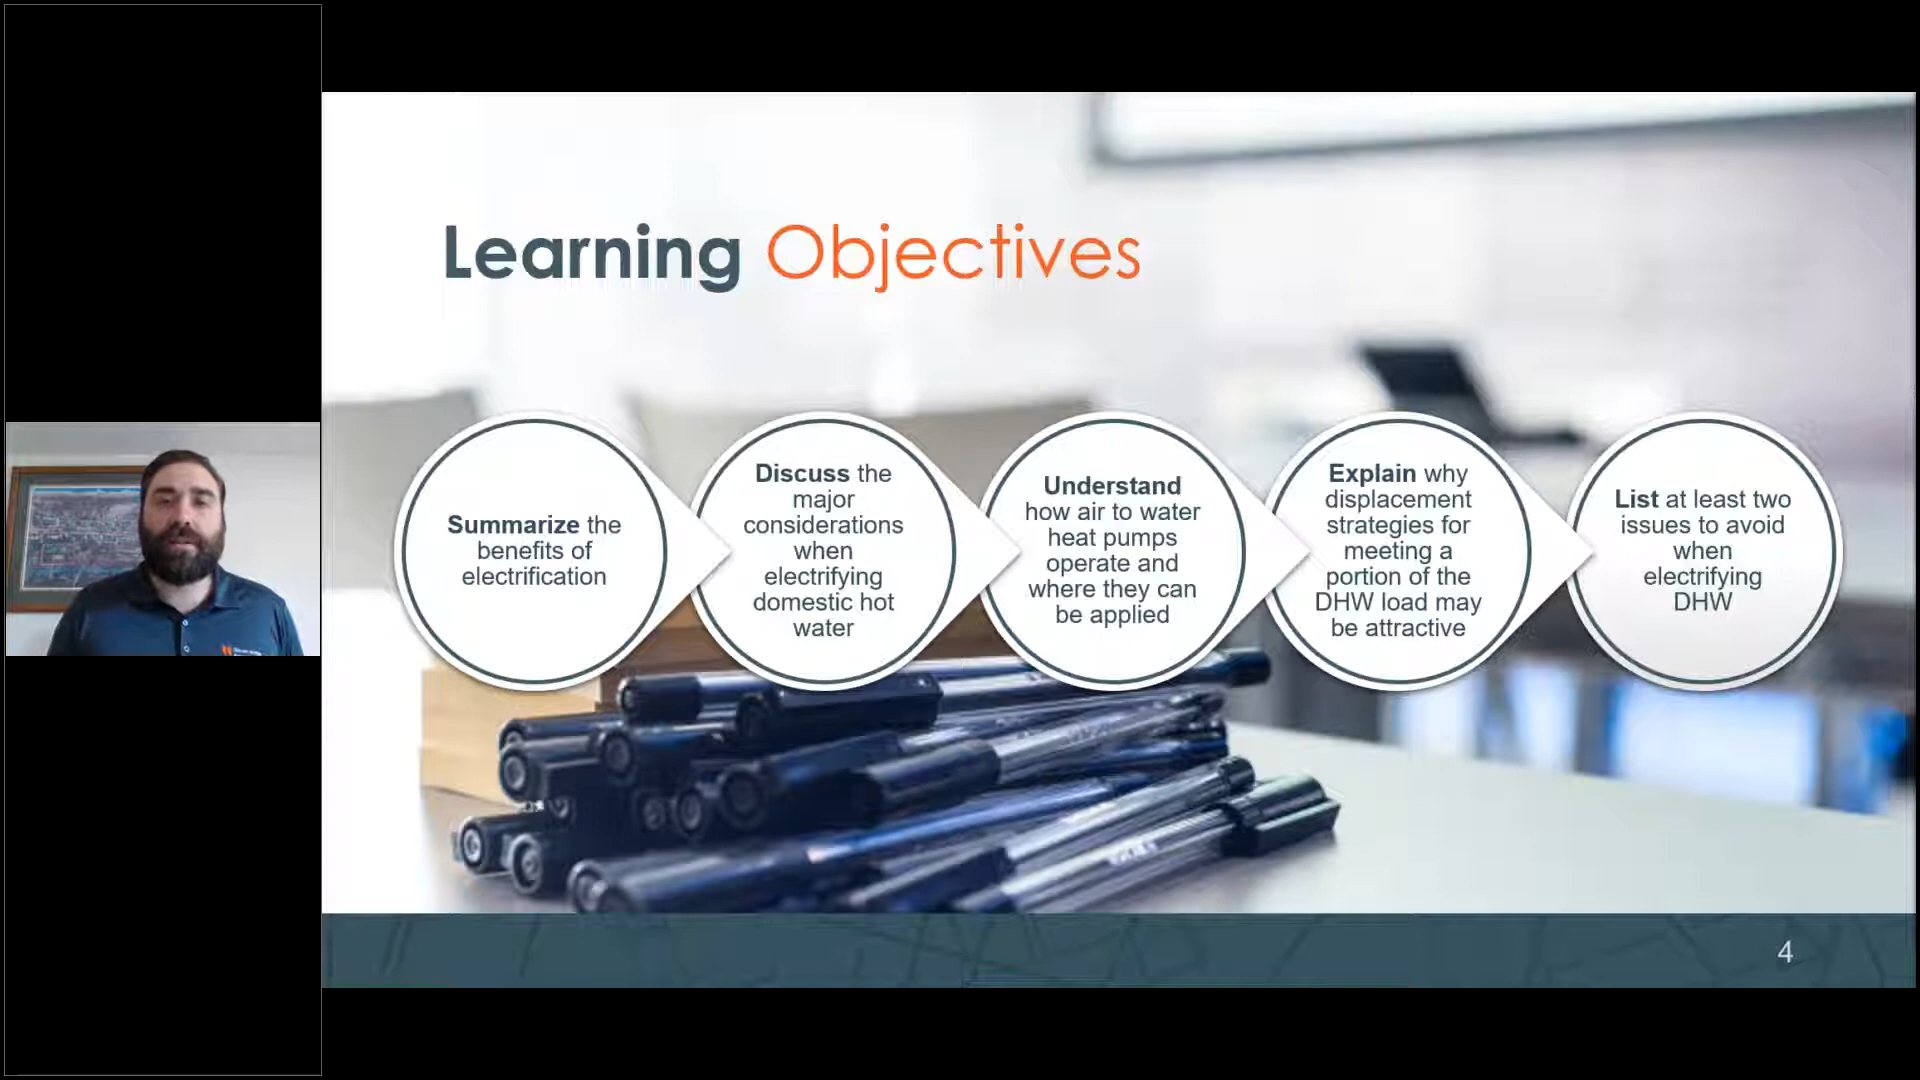 Learning Objectives
Summarize the
benefits of
electrification
Discuss the
major
considerations
when
electrifying
domestic hot
water
Understand
how air to water
heat pumps
operate and
where they can
be applied
Explain why
displacement
strategies for
meeting a
portion of the
DHW load may
be attractive
List at least two
issues to avoid
when
electrifying
DHW
4